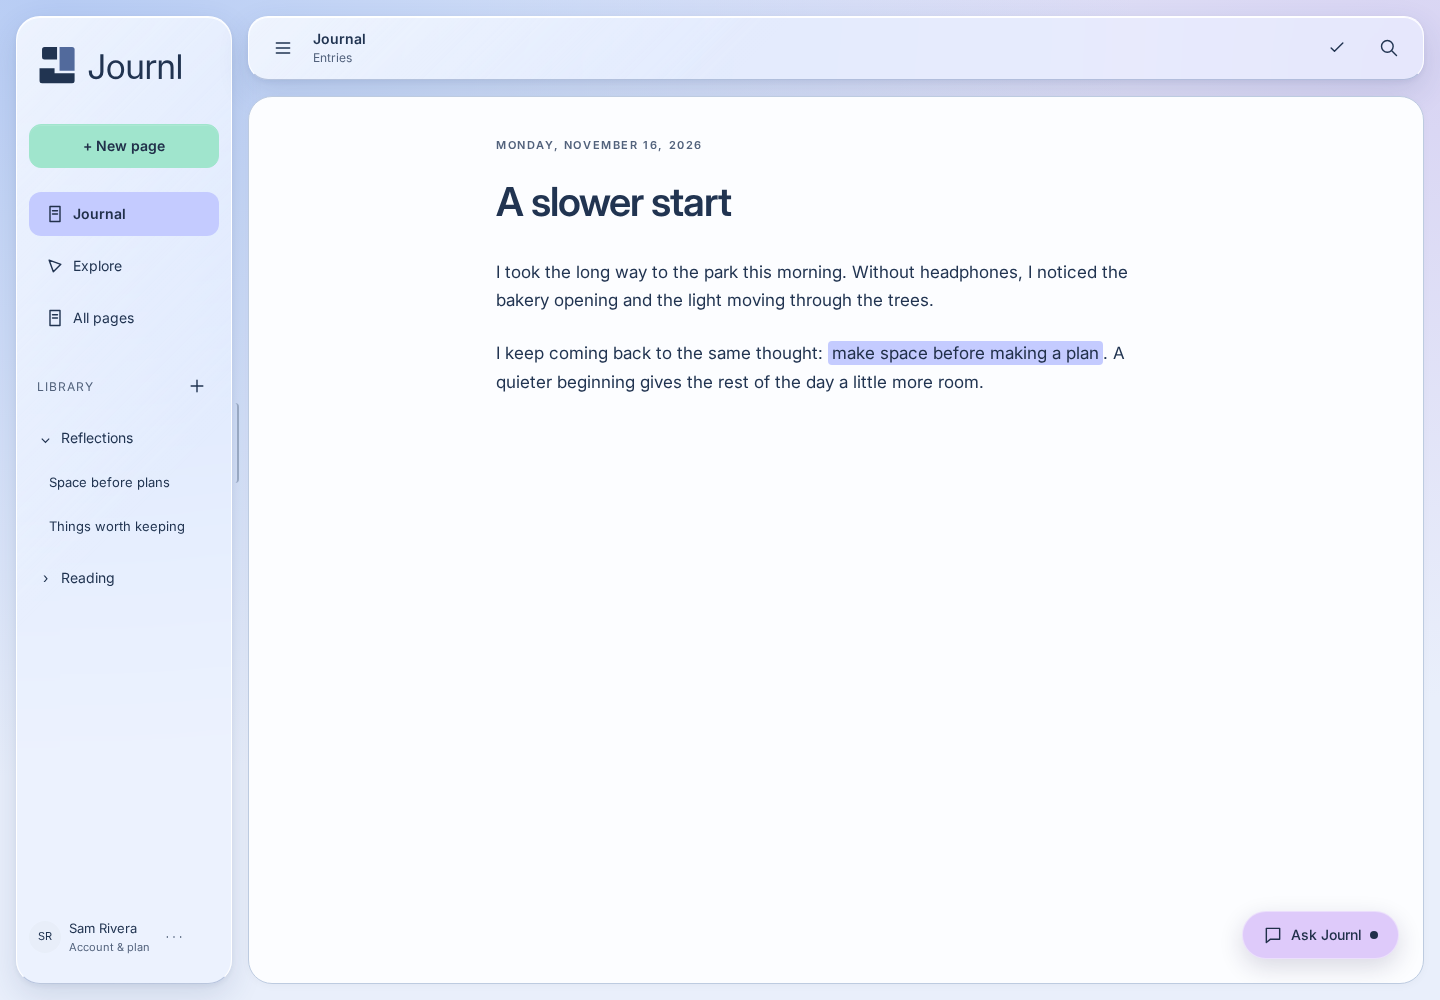 Journl
+ New page
Journal
Explore
All pages
LIBRARY
Reflections
Space before plans
Things worth keeping
Reading
SR
Sam Rivera
Account & plan
...
Journal
Entries
MONDAY, NOVEMBER 16, 2026
A slower start
I took the long way to the park this morning. Without headphones, I noticed the
bakery opening and the light moving through the trees.
I keep coming back to the same thought: make space before making a plan. A
quieter beginning gives the rest of the day a little more room.
Ask Journl